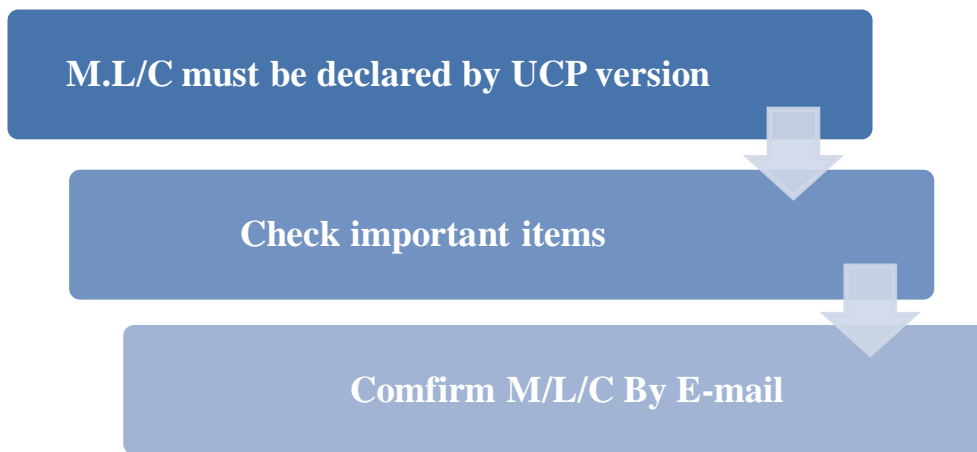 M.L/C must be declared by UCP version
Check important items
Comfirm M/L/C By E-mail